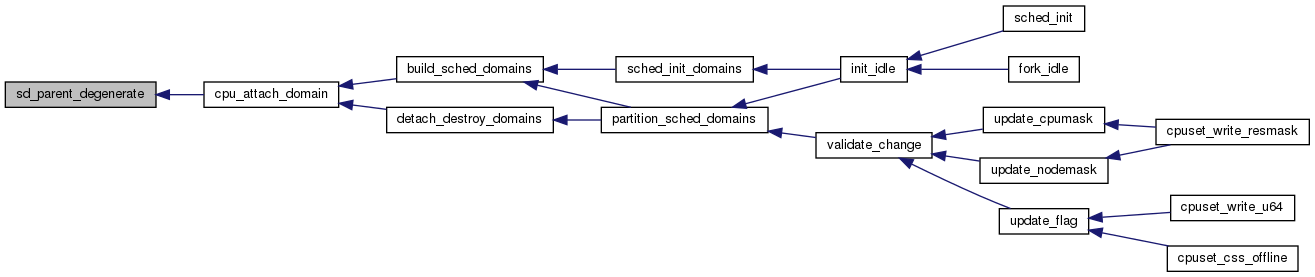 sched_init
build_sched_domains
sched_init_domains
init_idle
fork_idle
sd_parent_degenerate
cpu_attach_domain
detach_destroy_domains
partition_sched_domains
update_cpumask
cpuset_write_resmask
validate_change
update_nodemask
cpuset_write_u64
update_flag
cpuset_css_offline